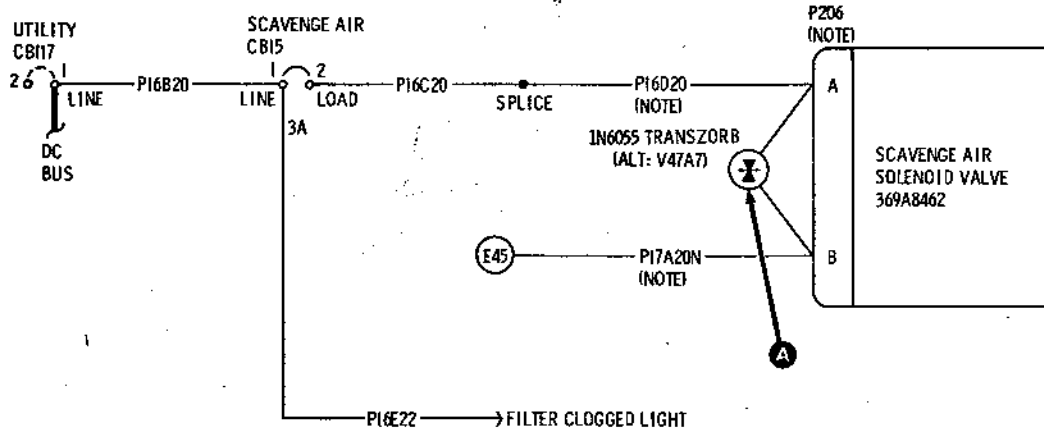 P206
(NOTE)
UTILITY
CB117
SCAVENGE AIR
CB15
2
1
LINE
P16B20
1
LINE
2
LOAD
P16C20
SPLICE
P16D20
(NOTE)
A
3A
DC
BUS
1N6055 TRANSZORB
(ALT: V47A7)
SCAVENGE AIR
SOLENOID VALVE
369A8462
E45
P17A20N
(NOTE)
B
A
P16E22
FILTER CLOGGED LIGHT